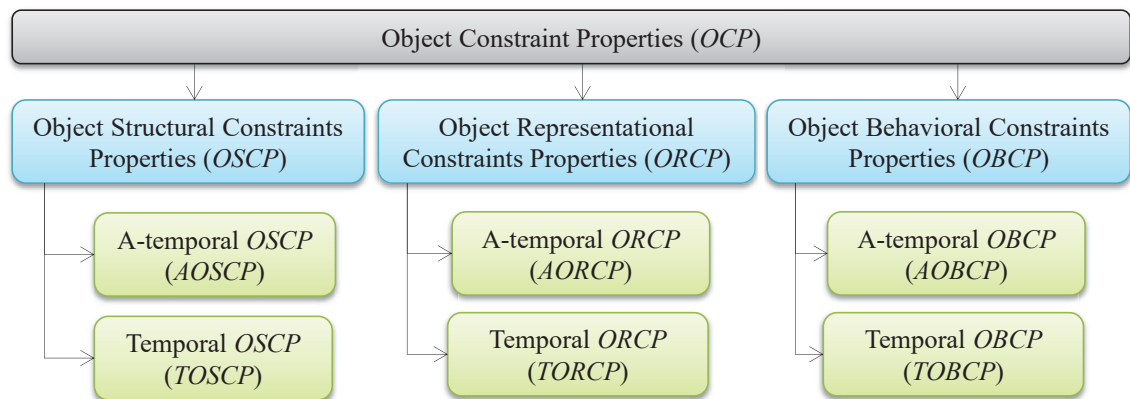 Object Constraint Properties (OCP)
Object Structural Constraints
Properties (OSCP)
Object Representational
Constraints Properties (ORCP)
Object Behavioral Constraints
Properties (OBCP)
A-temporal OSCP
(AOSCP)
A-temporal ORCP
(AORCP)
A-temporal OBCP
(AOBCP)
Temporal OSCP
(TOSCP)
Temporal ORCP
(TORCP)
Temporal OBCP
(TOBCP)